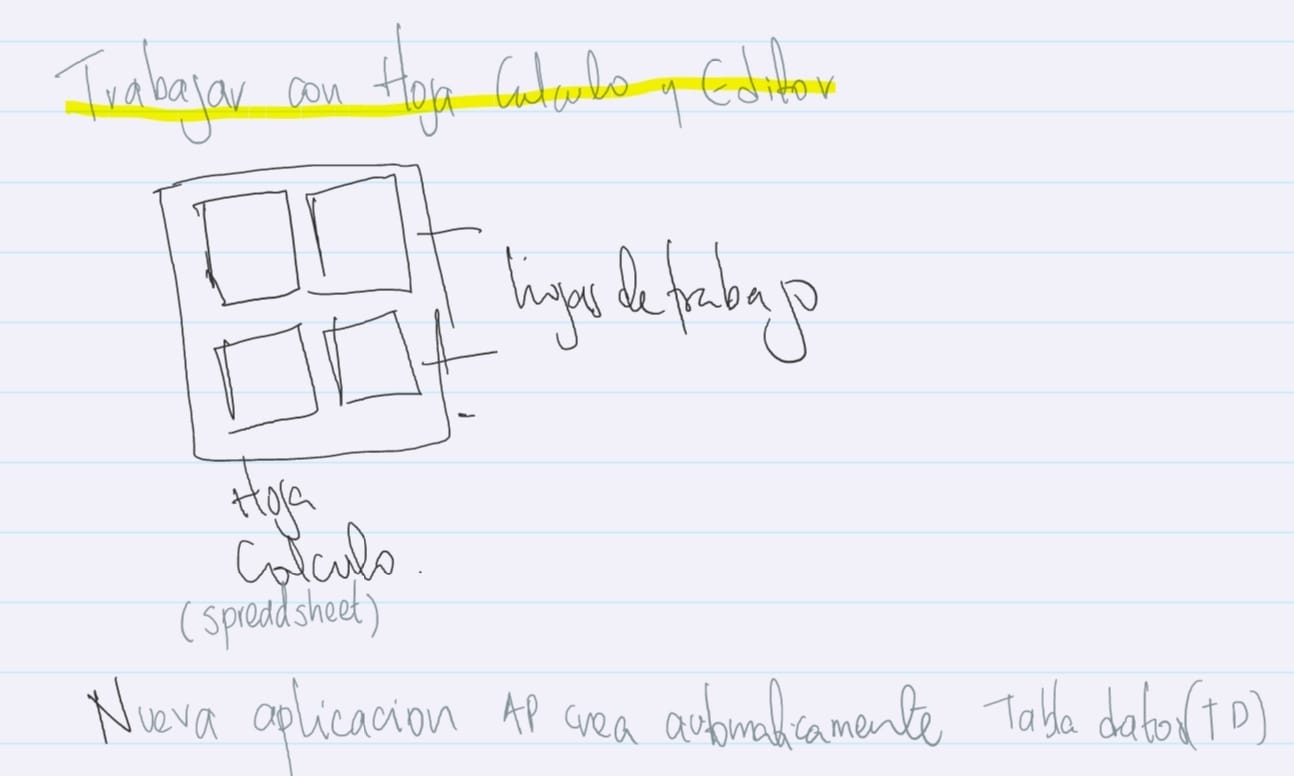 Trabajar con Hoja Calculo y Editor
hojas de trabajo
Hoja
Calculo.
(spreadsheet)
Nueva aplicacion AP crea automaticamente Tabla datos (TD)